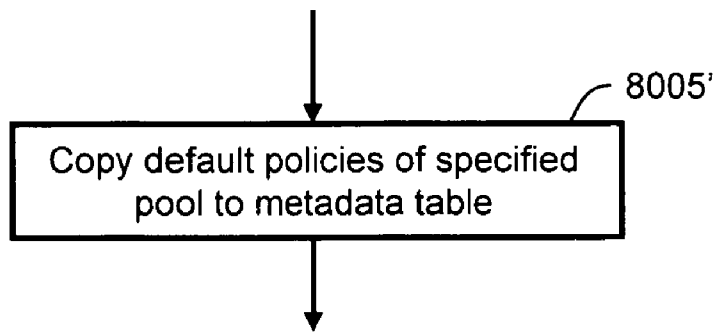 8005'
Copy default policies of specified
pool to metadata table